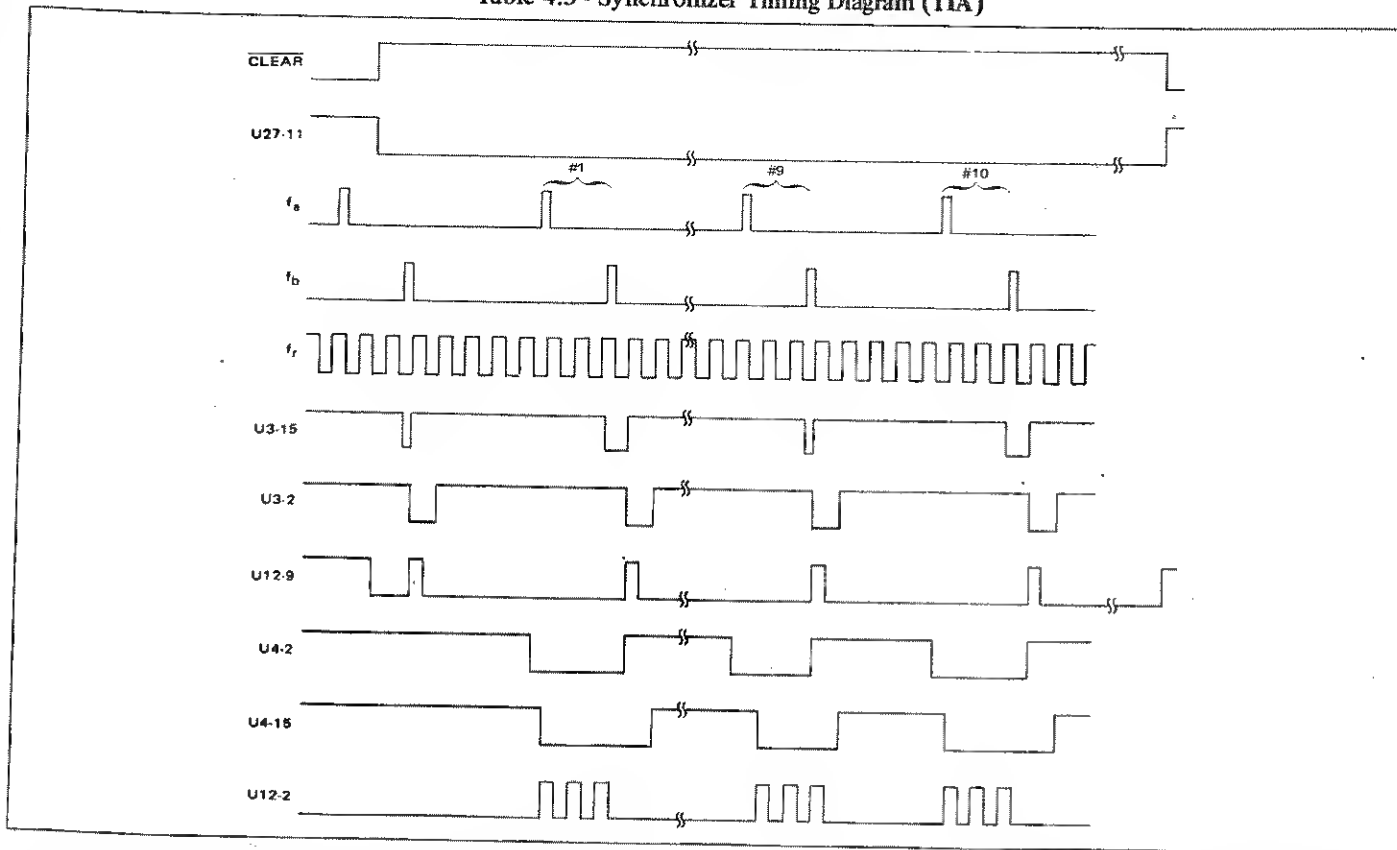 Table 4.3 - Synchronizer Timing Diagram (TIA)
CLEAR
U27-11
#1
#9
#10
fa
fb
fr
U3-15
U3-2
U12-9
U4-2
U4-15
U12-2